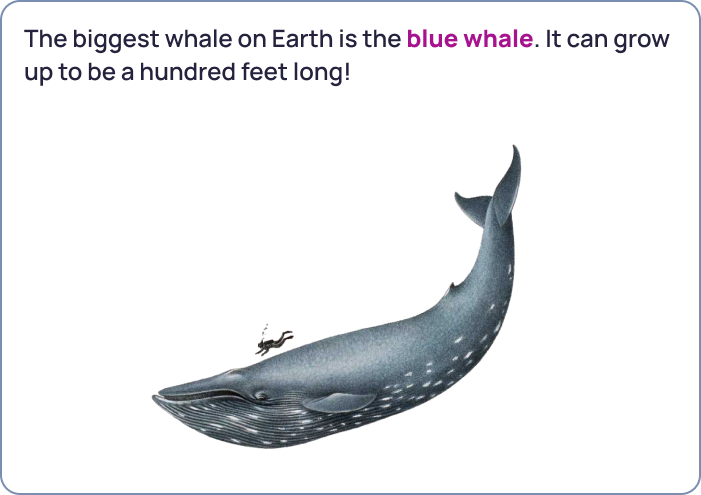 The biggest whale on Earth is the blue whale. It can grow
up to be a hundred feet long!